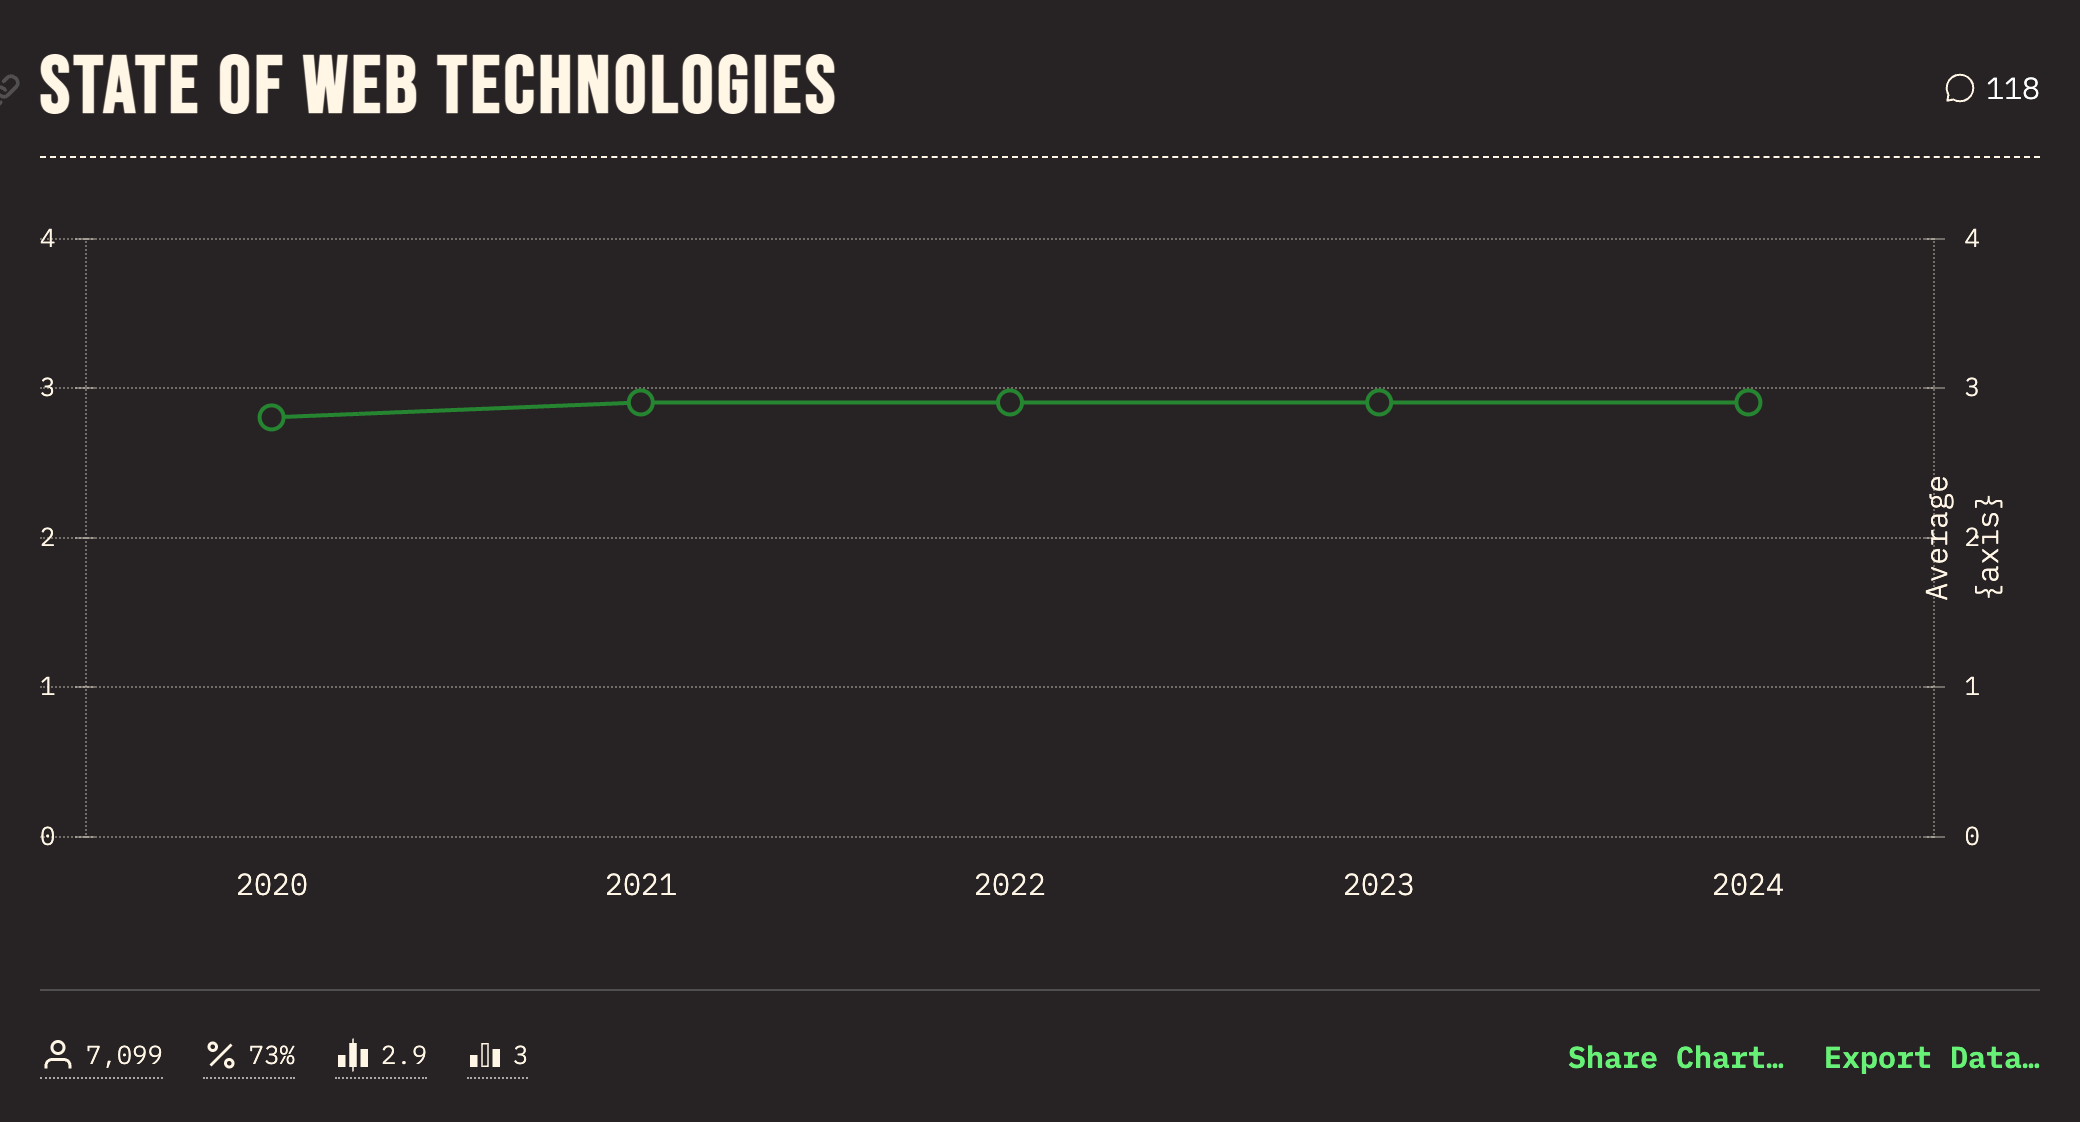 STATE OF WEB TECHNOLOGIES
118
4
4
3
3
2
2
1
1
0
0
Average
{axis}
2020 2021 2022 2023 2024
7,099 73% 2.9 3
Share Chart… Export Data…